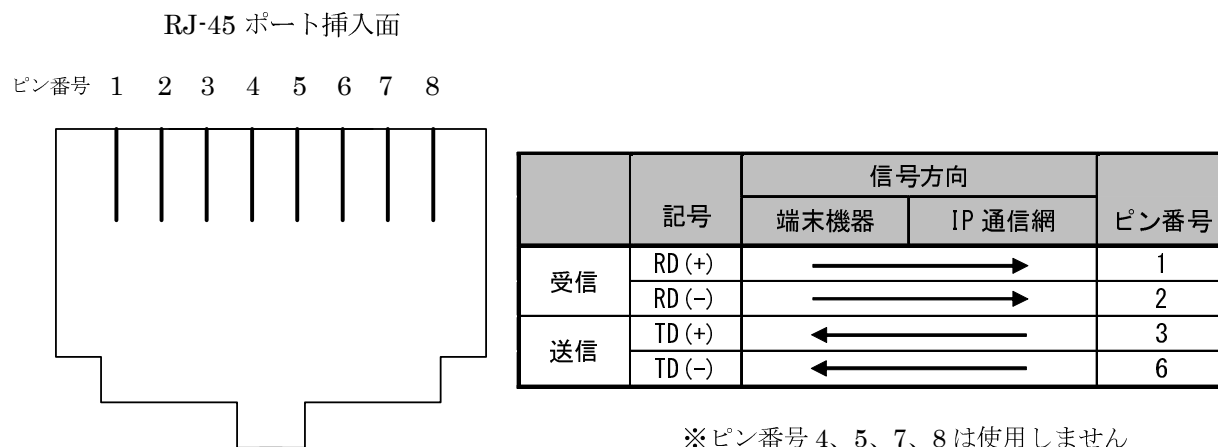 RJ-45 ポート挿入面
ピン番号 1 2 3 4 5 6 7 8
記号 信号方向 ピン番号
端末機器 IP 通信網
受信 RD(+) 1
RD(-) 2
送信 TD(+) 3
TD(-) 6
※ピン番号 4、5、7、8 は使用しません